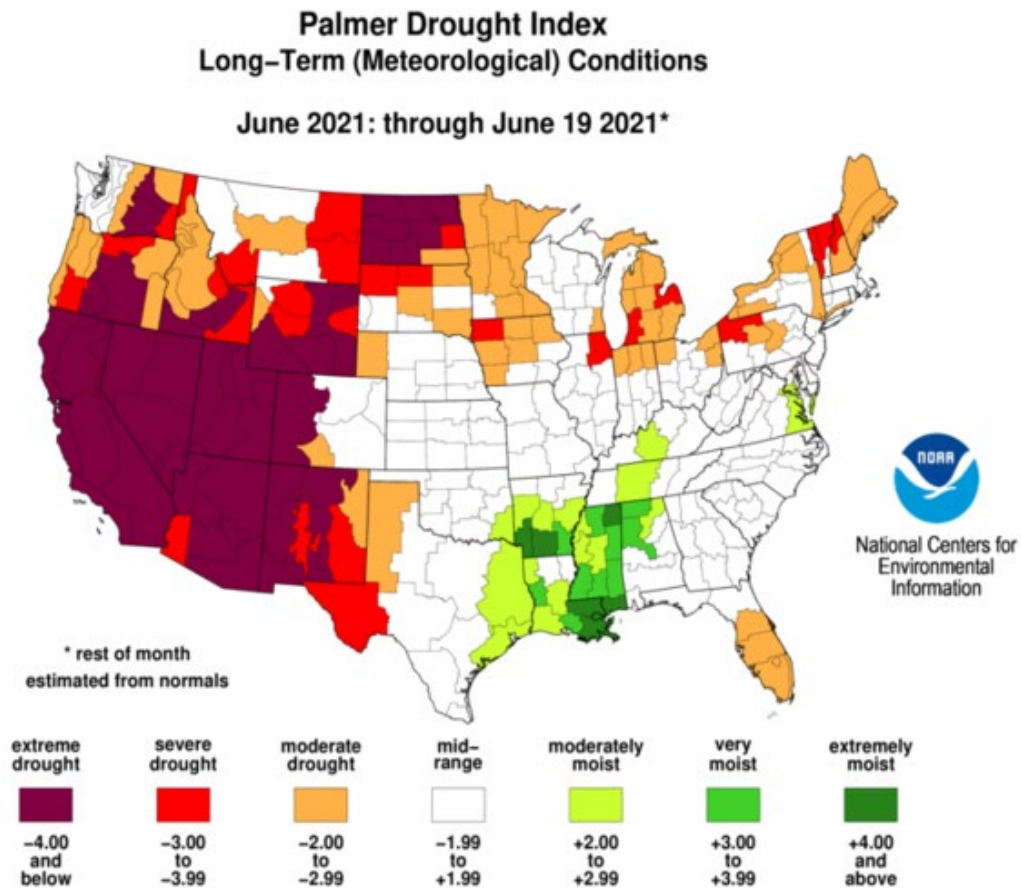 Palmer Drought Index
Long−Term (Meteorological) Conditions
June 2021: through June 19 2021*
NOAA
National Centers for
Environmental
Information
* rest of month
estimated from normals
extreme drought
severe drought
moderate drought
mid− range
moderately moist
very moist
extremely moist
−4.00 and below
−3.00 to −3.99
−2.00 to −2.99
−1.99 to +1.99
+2.00 to +2.99
+3.00 to +3.99
+4.00 and above